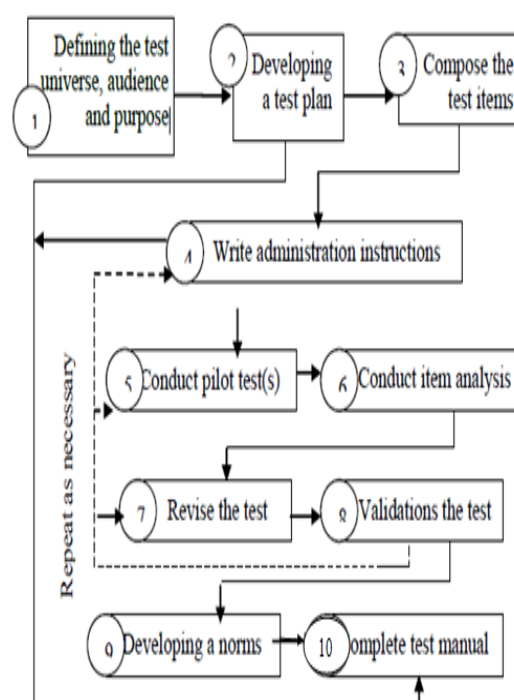 Defining the test
universe, audience
and purpose
1
2
Developing
a test plan
3
Compose the
test items
4
Write administration instructions
5
Conduct pilot test(s)
6
Conduct item analysis
Repeat as necessary
7
Revise the test
8
Validations the test
9
Developing a norms
10
omplete test manual